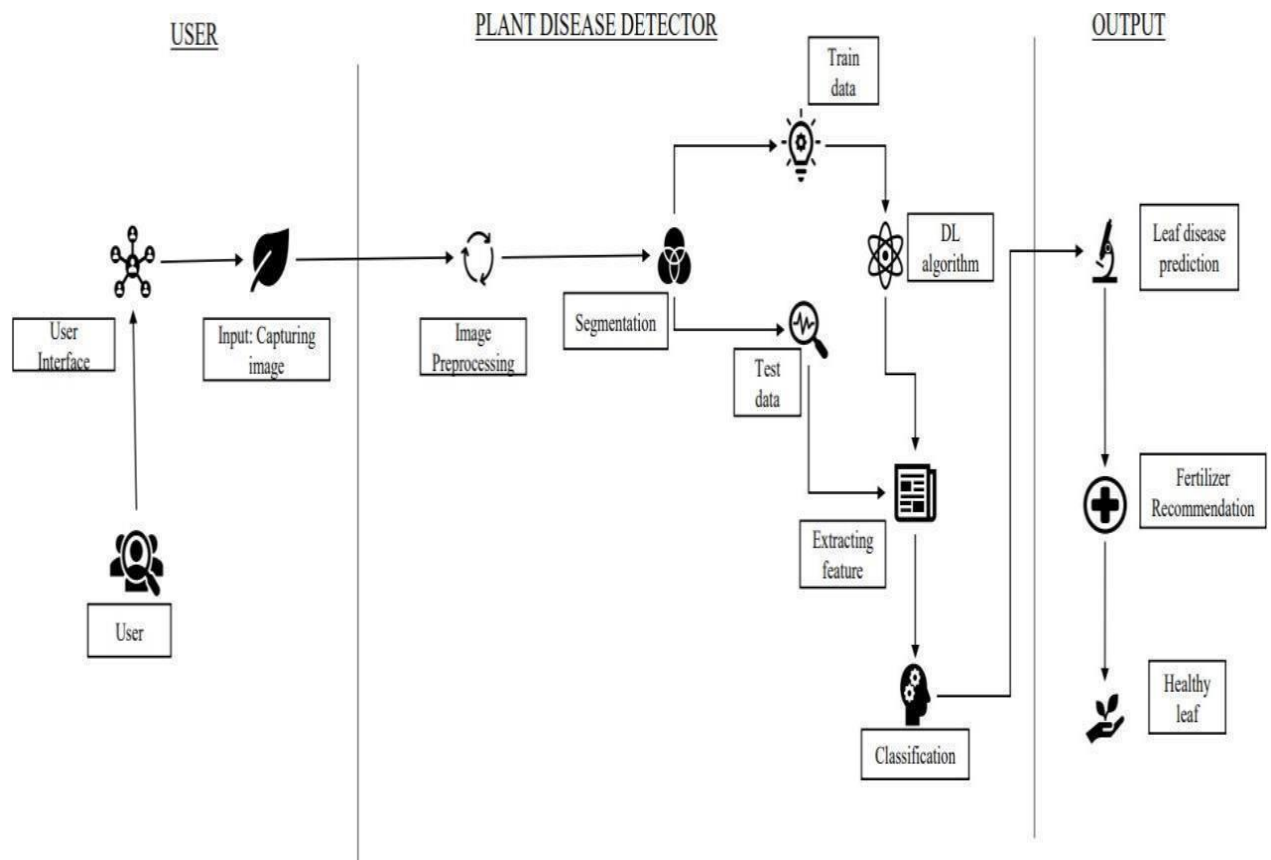 USER
PLANT DISEASE DETECTOR
OUTPUT
User
Interface
Input: Capturing
image
User
Image
Preprocessing
Segmentation
Train
data
Test
data
DL
algorithm
Extracting
feature
Classification
Leaf disease
prediction
Fertilizer
Recommendation
Healthy
leaf